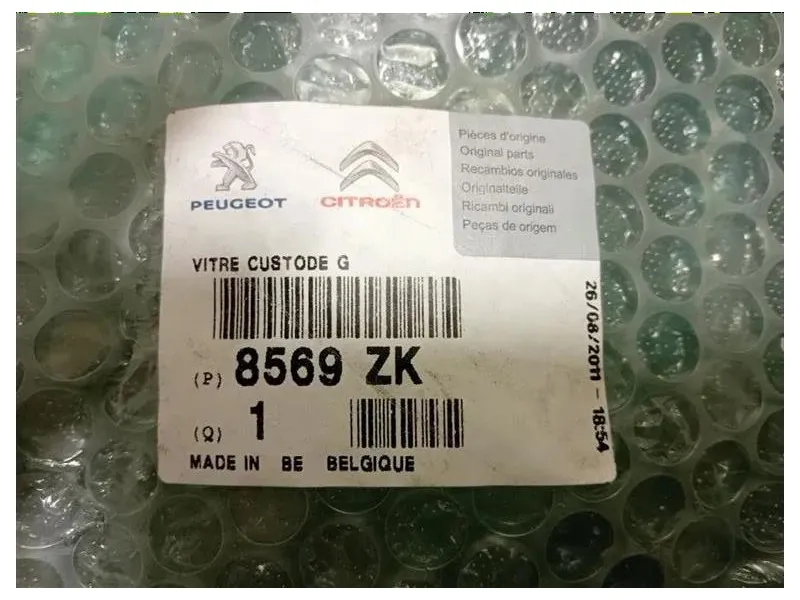 PEUGEOT
CITROËN
Pièces d'origine
Original parts
Recambios originales
Originalteile
Ricambi originali
Peças de origem
VITRE CUSTODE G
(P) 8569 ZK
(Q) 1
MADE IN BE BELGIQUE
26/08/2011 - 18:54